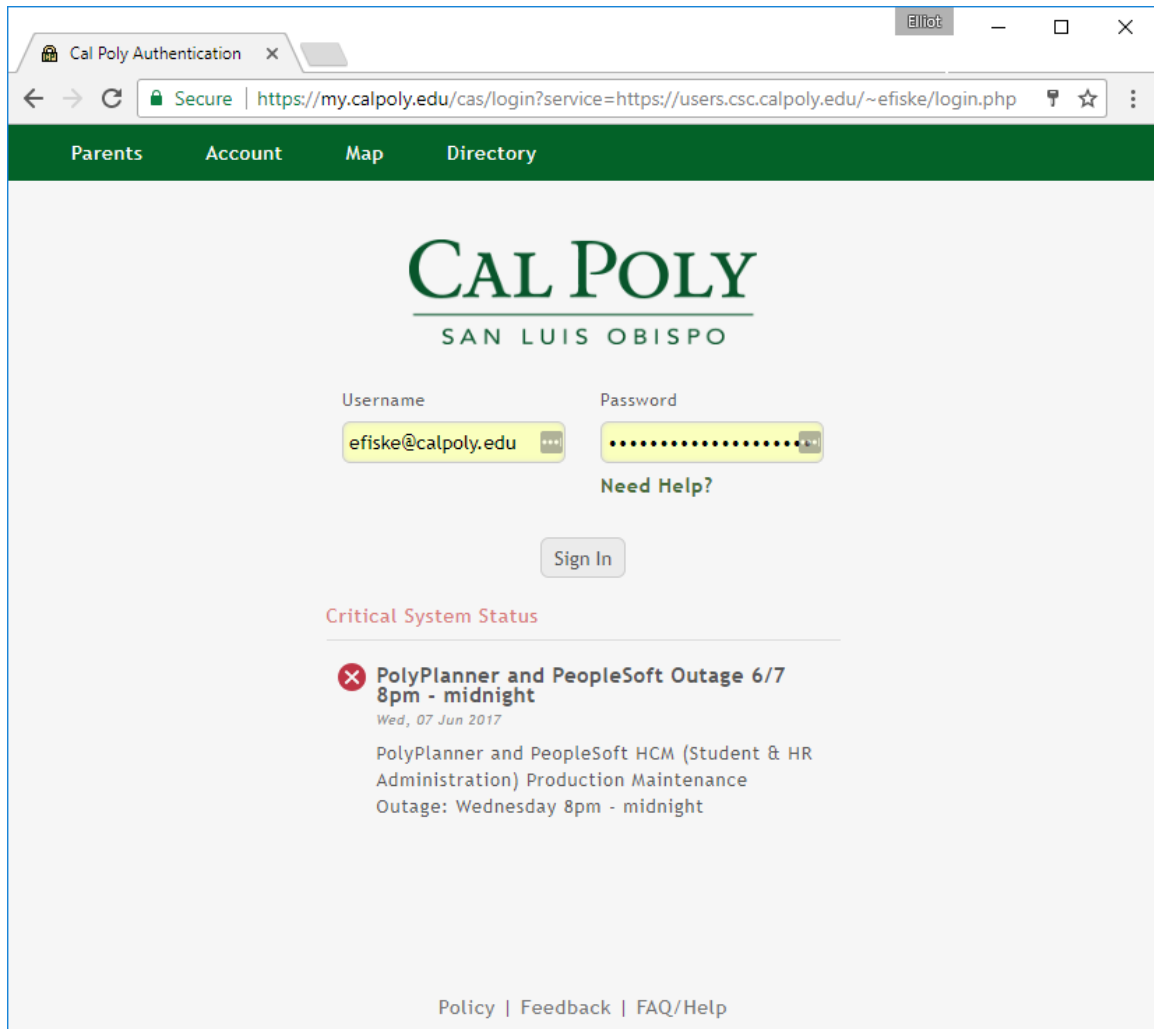 Elliot
Cal Poly Authentication
Secure | https://my.calpoly.edu/cas/login?service=https://users.csc.calpoly.edu/~efiske/login.php
Parents Account Map Directory
CAL POLY
SAN LUIS OBISPO
Username Password
efiske@calpoly.edu ••••••••••••••••••••
Need Help?
Sign In
Critical System Status
PolyPlanner and PeopleSoft Outage 6/7
8pm - midnight
Wed, 07 Jun 2017
PolyPlanner and PeopleSoft HCM (Student & HR
Administration) Production Maintenance
Outage: Wednesday 8pm - midnight
Policy | Feedback | FAQ/Help